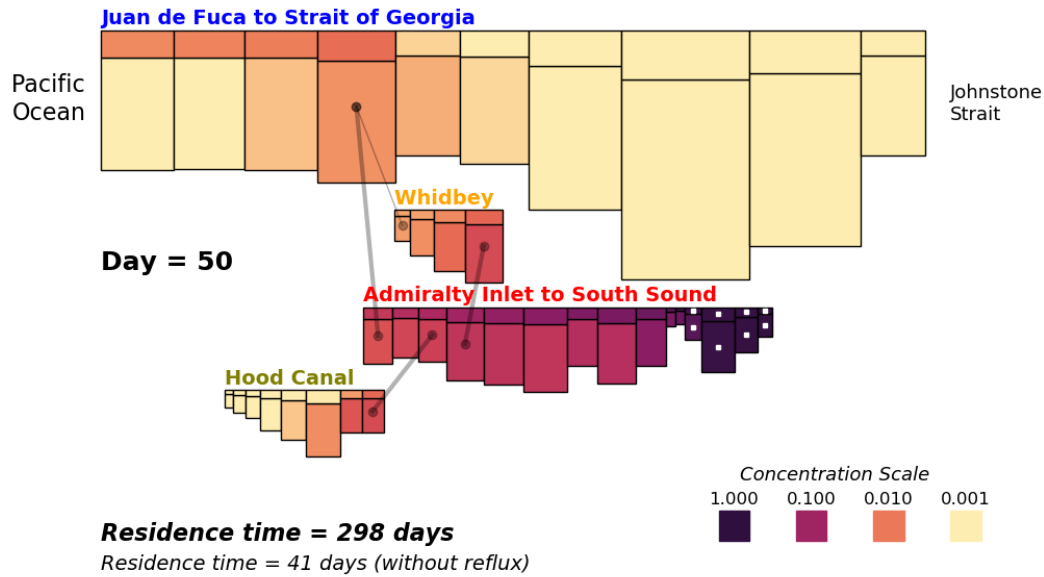 Juan de Fuca to Strait of Georgia
Pacific
Ocean
Johnstone
Strait
Whidbey
Day = 50
Admiralty Inlet to South Sound
Hood Canal
Concentration Scale
1.000 0.100 0.010 0.001
Residence time = 298 days
Residence time = 41 days (without reflux)